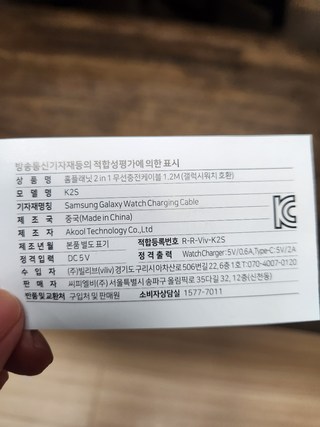 방송통신기자재등의 적합성평가에 의한 표시
상 품 명 홈플래닛 2 in 1 무선충전케이블 1.2M (갤럭시워치 호환)
모 델 명 K2S
기자재명칭 Samsung Galaxy Watch Charging Cable
제 조 국 중국(Made in China)
제 조 자 Akool Technology Co.,Ltd
제조년월 본품 별도 표기 적합등록번호 R-R-Viv-K2S
정격입력 DC 5V 정격출력 Watch Charger: 5V/0.6A, Type-C: 5V/2A
수 입 자 (주)빌리브(viliv) 경기도 구리시 아차산로 506번길 22, 6층 1호 T:070-4007-0120
판 매 자 씨피엘비(주) 서울특별시 송파구 올림픽로 35다길 32, 12층(신천동)
반품및교환처 구입처 및 판매원 소비자상담실 1577-7011